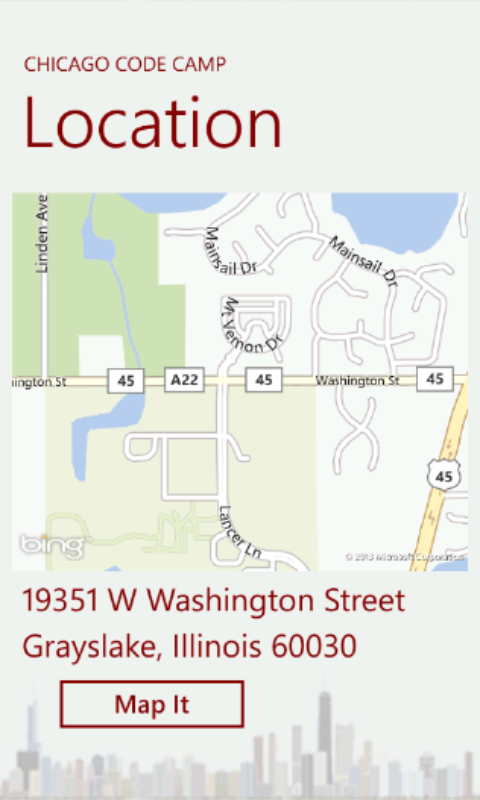 CHICAGO CODE CAMP
Location
Linden Ave
Mainsail Dr
Mainsail Dr
Mt Vernon Dr
ington St
45
A22
45
Washington St
45
45
Lancer Ln
bing
© 2013 Microsoft Corporation
19351 W Washington Street
Grayslake, Illinois 60030
Map It